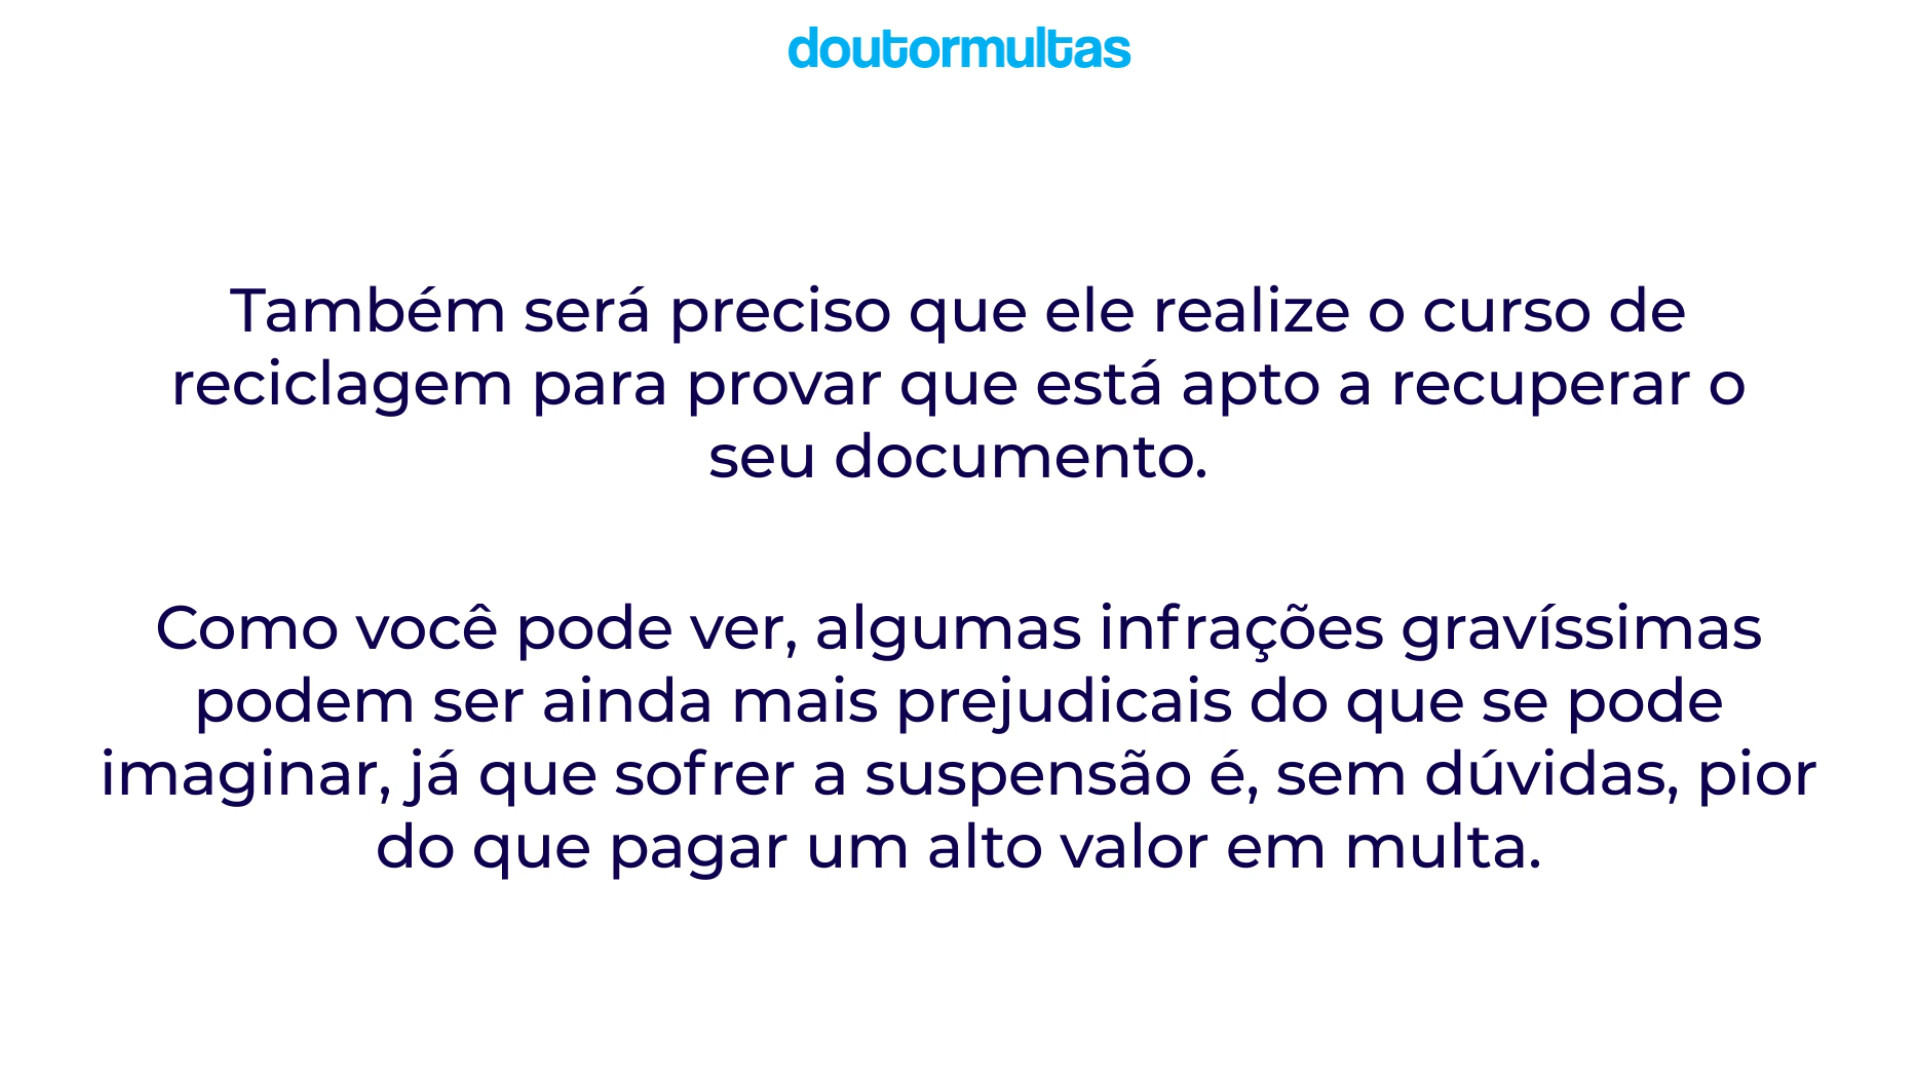 doutormultas
Também será preciso que ele realize o curso de
reciclagem para provar que está apto a recuperar o
seu documento.
Como você pode ver, algumas infrações gravíssimas
podem ser ainda mais prejudicais do que se pode
imaginar, já que sofrer a suspensão é, sem dúvidas, pior
do que pagar um alto valor em multa.